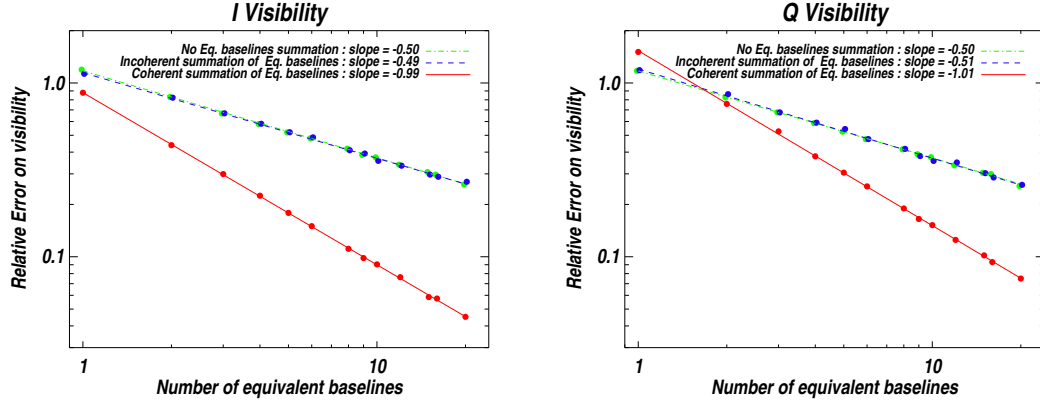 I Visibility
No Eq. baselines summation : slope = -0.50
Incoherent summation of Eq. baselines : slope = -0.49
Coherent summation of Eq. baselines : slope = -0.99
1.0
0.1
Relative Error on visibility
1
10
Number of equivalent baselines
Q Visibility
No Eq. baselines summation : slope = -0.50
Incoherent summation of Eq. baselines : slope = -0.51
Coherent summation of Eq. baselines : slope = -1.01
1.0
0.1
Relative Error on visibility
1
10
Number of equivalent baselines